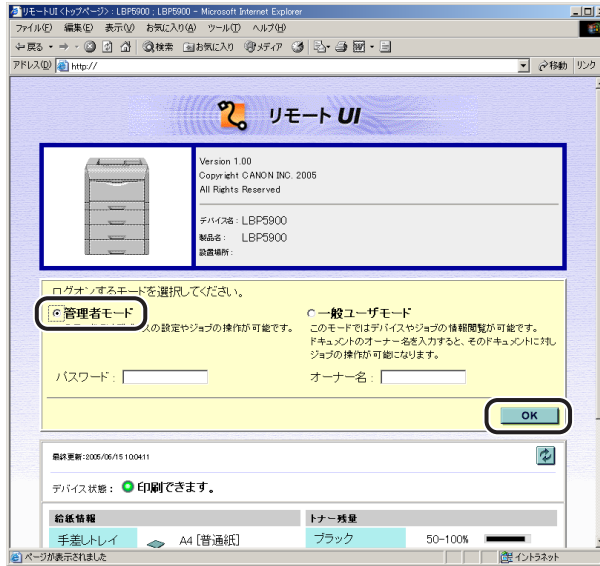 リモートUI <トップページ> : LBP5900 : LBP5900 - Microsoft Internet Explorer
ファイル(F) 編集(E) 表示(V) お気に入り(A) ツール(T) ヘルプ(H)
戻る 検索 お気に入り メディア
アドレス(D) http:// 移動 リンク
リモート UI
Version 1.00
Copyright CANON INC. 2005
All Rights Reserved
デバイス名 : LBP5900
製品名 : LBP5900
設置場所 :
ログオンするモードを選択してください。
管理者モード
スの設定やジョブの操作が可能です。
パスワード :
一般ユーザモード
このモードではデバイスやジョブの情報閲覧が可能です。
ドキュメントのオーナー名を入力すると、そのドキュメントに対し
ジョブの操作が可能になります。
オーナー名 :
OK
最終更新 : 2005/06/15 10:04:11
デバイス状態 : 印刷できます。
給紙情報
手差しトレイ A4 [普通紙]
トナー残量
ブラック 50-100%
ページが表示されました イントラネット